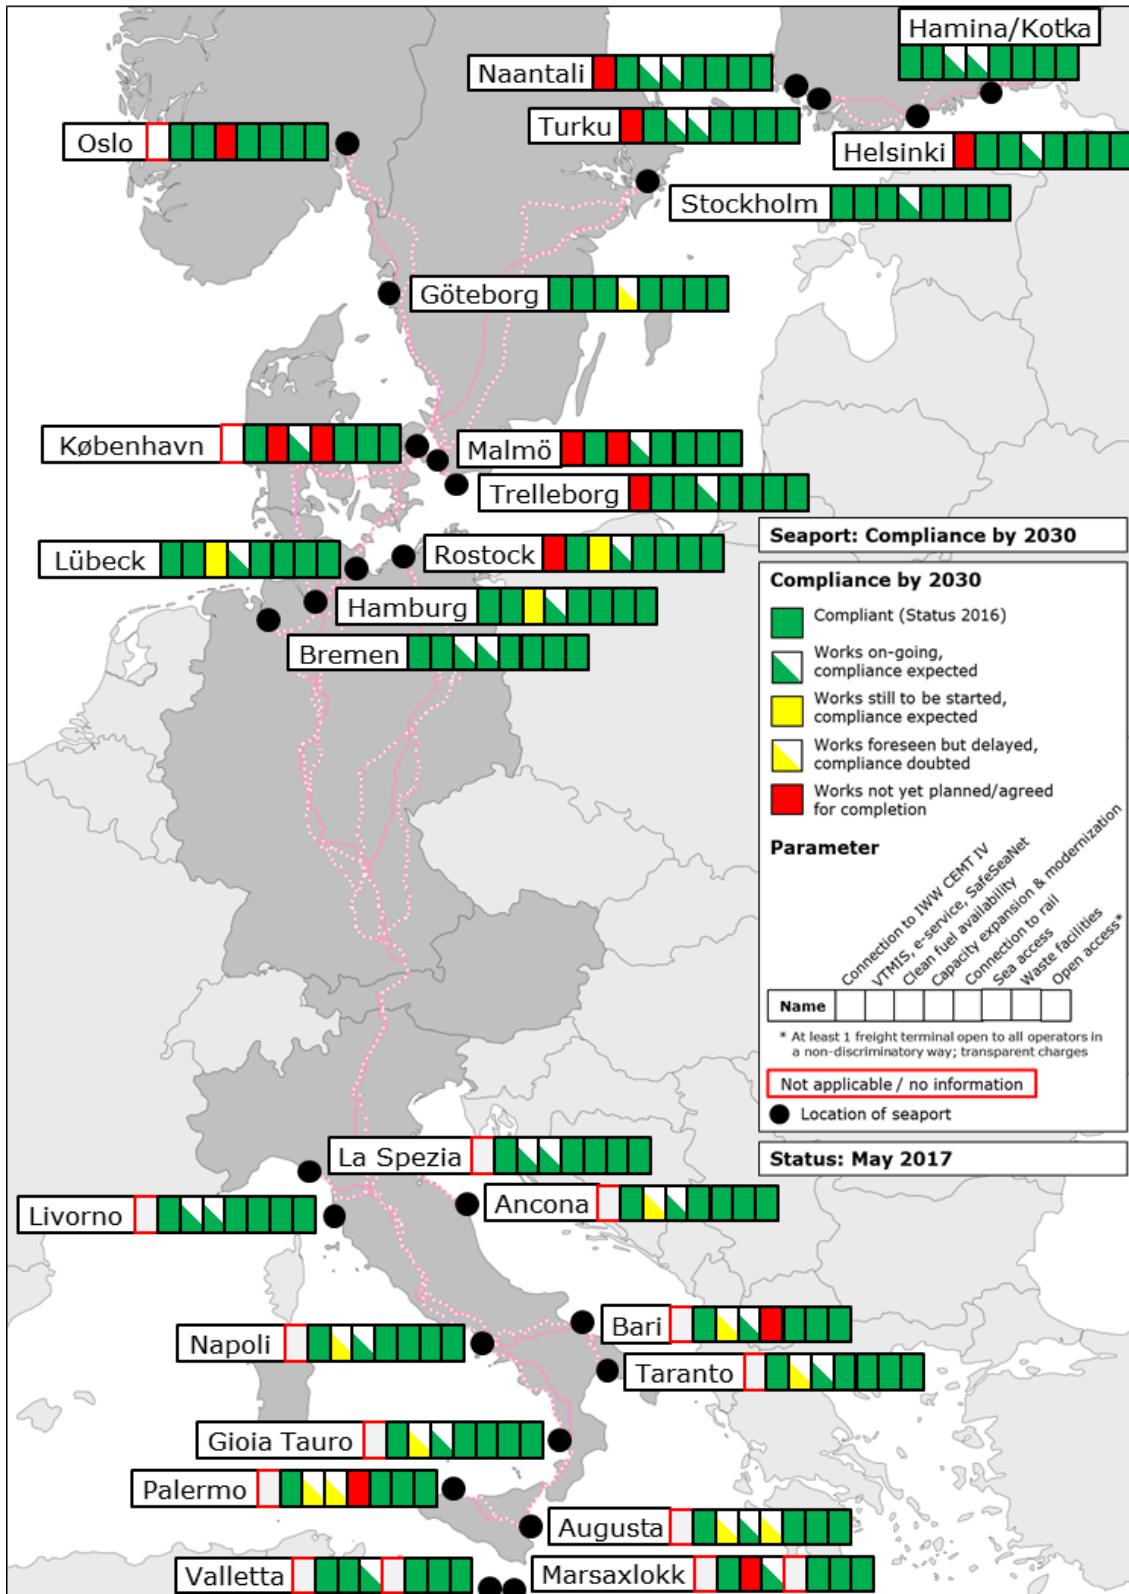 Hamina/Kotka
Naantali
Turku
Oslo
Helsinki
Stockholm
Göteborg
København
Malmö
Trelleborg
Seaport: Compliance by 2030
Lübeck
Rostock
Hamburg
Bremen
Compliance by 2030
Compliant (Status 2016)
Works on-going,
compliance expected
Works still to be started,
compliance expected
Works foreseen but delayed,
compliance doubted
Works not yet planned/agreed
for completion
Parameter
Connection to IWW CEMT IV
VTMIS, e-service, SafeSeaNet
Clean fuel availability
Capacity expansion & modernization
Connection to rail
Sea access
Waste facilities
Open access*
Name
* At least 1 freight terminal open to all operators in
a non-discriminatory way; transparent charges
Not applicable / no information
Location of seaport
Status: May 2017
La Spezia
Livorno
Ancona
Napoli
Bari
Taranto
Gioia Tauro
Palermo
Augusta
Valletta
Marsaxlokk